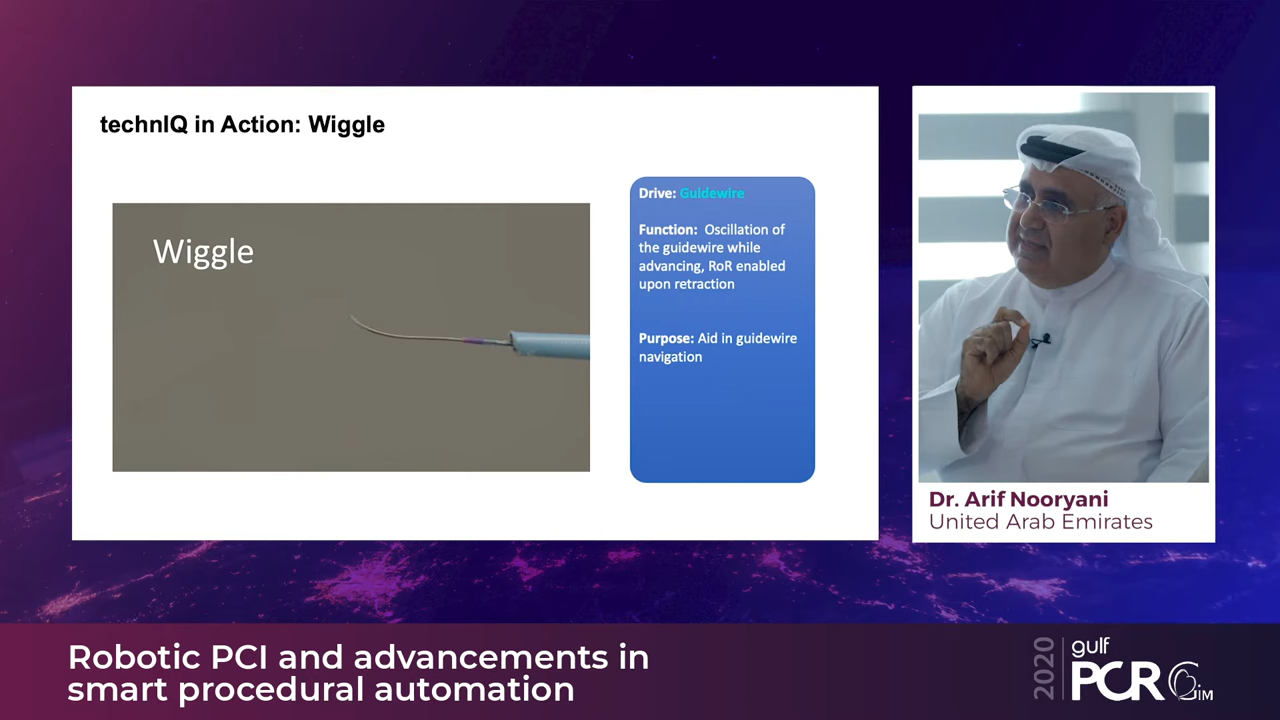 technIQ in Action: Wiggle
Wiggle
Drive: Guidewire
Function: Oscillation of
the guidewire while
advancing, RoR enabled
upon retraction
Purpose: Aid in guidewire
navigation
Dr. Arif Nooryani
United Arab Emirates
Robotic PCI and advancements in
smart procedural automation
2020
gulf
PCR GIM